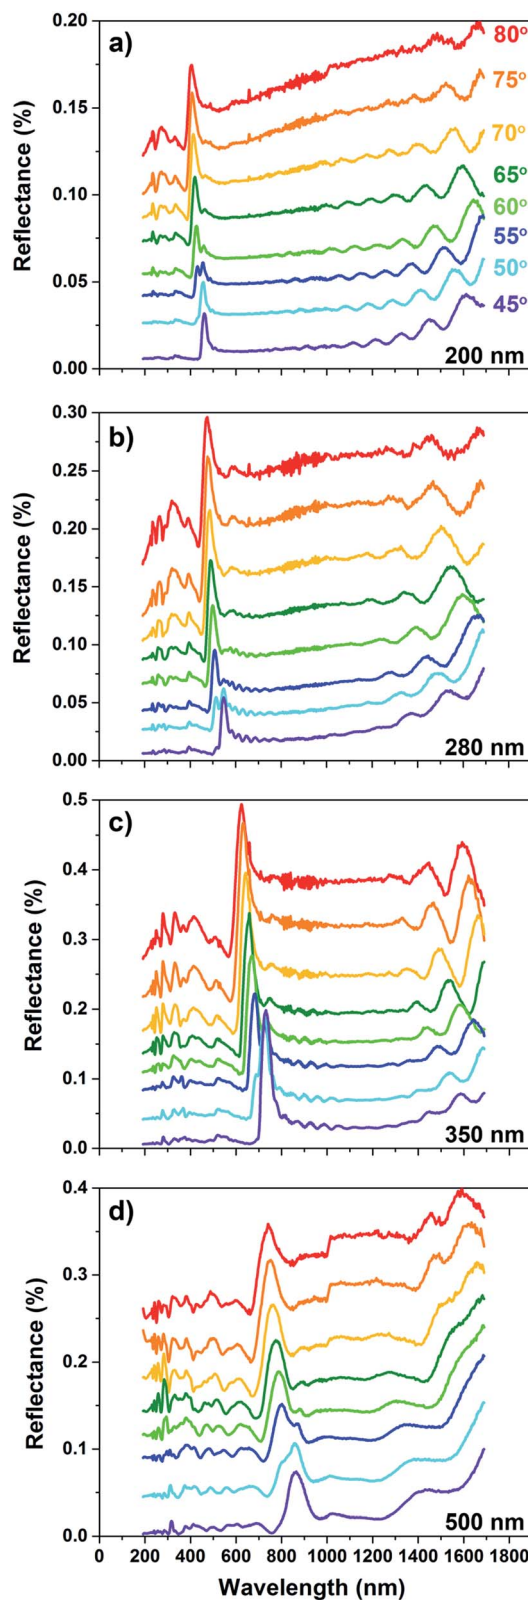 a)
80°
75°
70°
65°
60°
55°
50°
45°
200 nm
Reflectance (%)
0.20
0.15
0.10
0.05
0.00
b)
280 nm
Reflectance (%)
0.30
0.25
0.20
0.15
0.10
0.05
0.00
c)
350 nm
Reflectance (%)
0.5
0.4
0.3
0.2
0.1
0.0
d)
500 nm
Reflectance (%)
0.4
0.3
0.2
0.1
0.0
0 200 400 600 800 1000 1200 1400 1600 1800
Wavelength (nm)